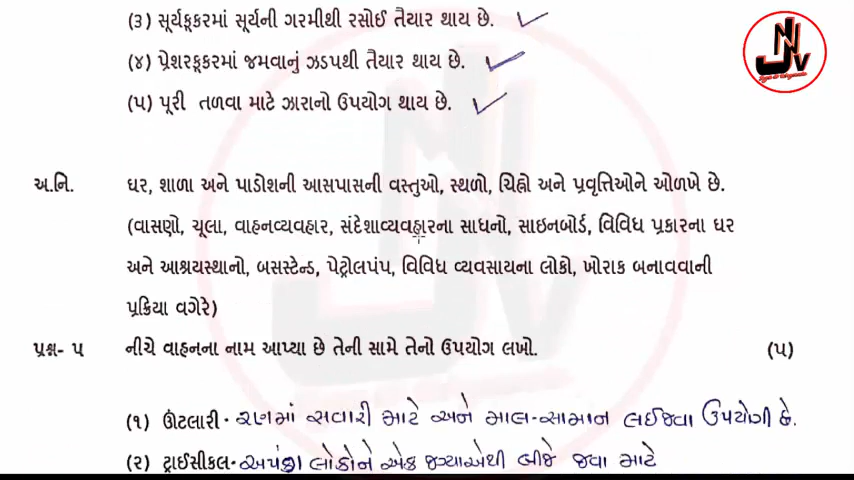 (૩) સૂર્યકૂકરમાં સૂર્યની ગરમીથી રસોઈ તૈયાર થાય છે.
(૪) પ્રેશરકૂકરમાં જમવાનું ઝડપથી તૈયાર થાય છે.
(૫) પૂરી તળવા માટે ઝારાનો ઉપયોગ થાય છે.
અ.નિ. ઘર, શાળા અને પાડોશની આસપાસની વસ્તુઓ, સ્થળો, ચિહ્નો અને પ્રવૃત્તિઓને ઓળખે છે.
(વાસણો, ચૂલા, વાહનવ્યવહાર, સંદેશાવ્યવહારના સાધનો, સાઇનબોર્ડ, વિવિધ પ્રકારના ઘર
અને આશ્રયસ્થાનો, બસસ્ટેન્ડ, પેટ્રોલપંપ, વિવિધ વ્યવસાયના લોકો, ખોરાક બનાવવાની
પ્રક્રિયા વગેરે)
પ્રશ્ન- ૫ નીચે વાહનના નામ આપ્યા છે તેની સામે તેનો ઉપયોગ લખો. (૫)
(૧) ઊંટલારી - રણમાં સવારી માટે અને માલ-સામાન લઈજવા ઉપયોગી છે.
(૨) ટ્રાઈસીકલ- અપંગ લોકોને એક જગ્યાએથી બીજે જવા માટે